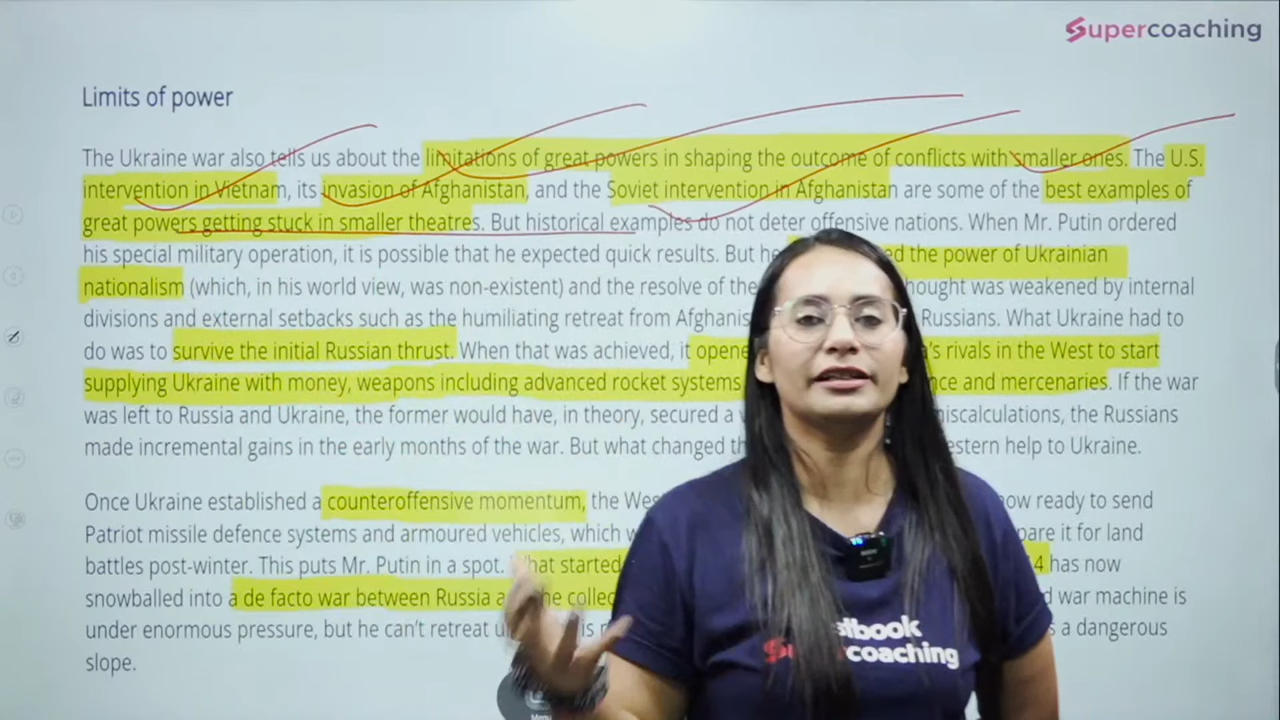 Supercoaching
Limits of power
The Ukraine war also tells us about the limitations of great powers in shaping the outcome of conflicts with smaller ones. The U.S.
intervention in Vietnam, its invasion of Afghanistan, and the Soviet intervention in Afghanistan are some of the best examples of
great powers getting stuck in smaller theatres. But historical examples do not deter offensive nations. When Mr. Putin ordered
his special military operation, it is possible that he expected quick results. But he the power of Ukrainian
nationalism (which, in his world view, was non-existent) and the resolve of the thought was weakened by internal
divisions and external setbacks such as the humiliating retreat from Russians. What Ukraine had to
do was to survive the initial Russian thrust. When that was achieved, it rivals in the West to start
supplying Ukraine with money, weapons including advanced rocket systems and mercenaries. If the war
was left to Russia and Ukraine, the former would have, in theory, secured a miscalculations, the Russians
made incremental gains in the early months of the war. But what changed help to Ukraine.
Once Ukraine established a counteroffensive momentum, the now ready to send
Patriot missile defence systems and armoured vehicles, which it for land
battles post-winter. This puts Mr. Putin in a spot. started has now
snowballed into a de facto war between Russia war machine is
under enormous pressure, but he can't retreat a dangerous
slope.
coaching
Menu